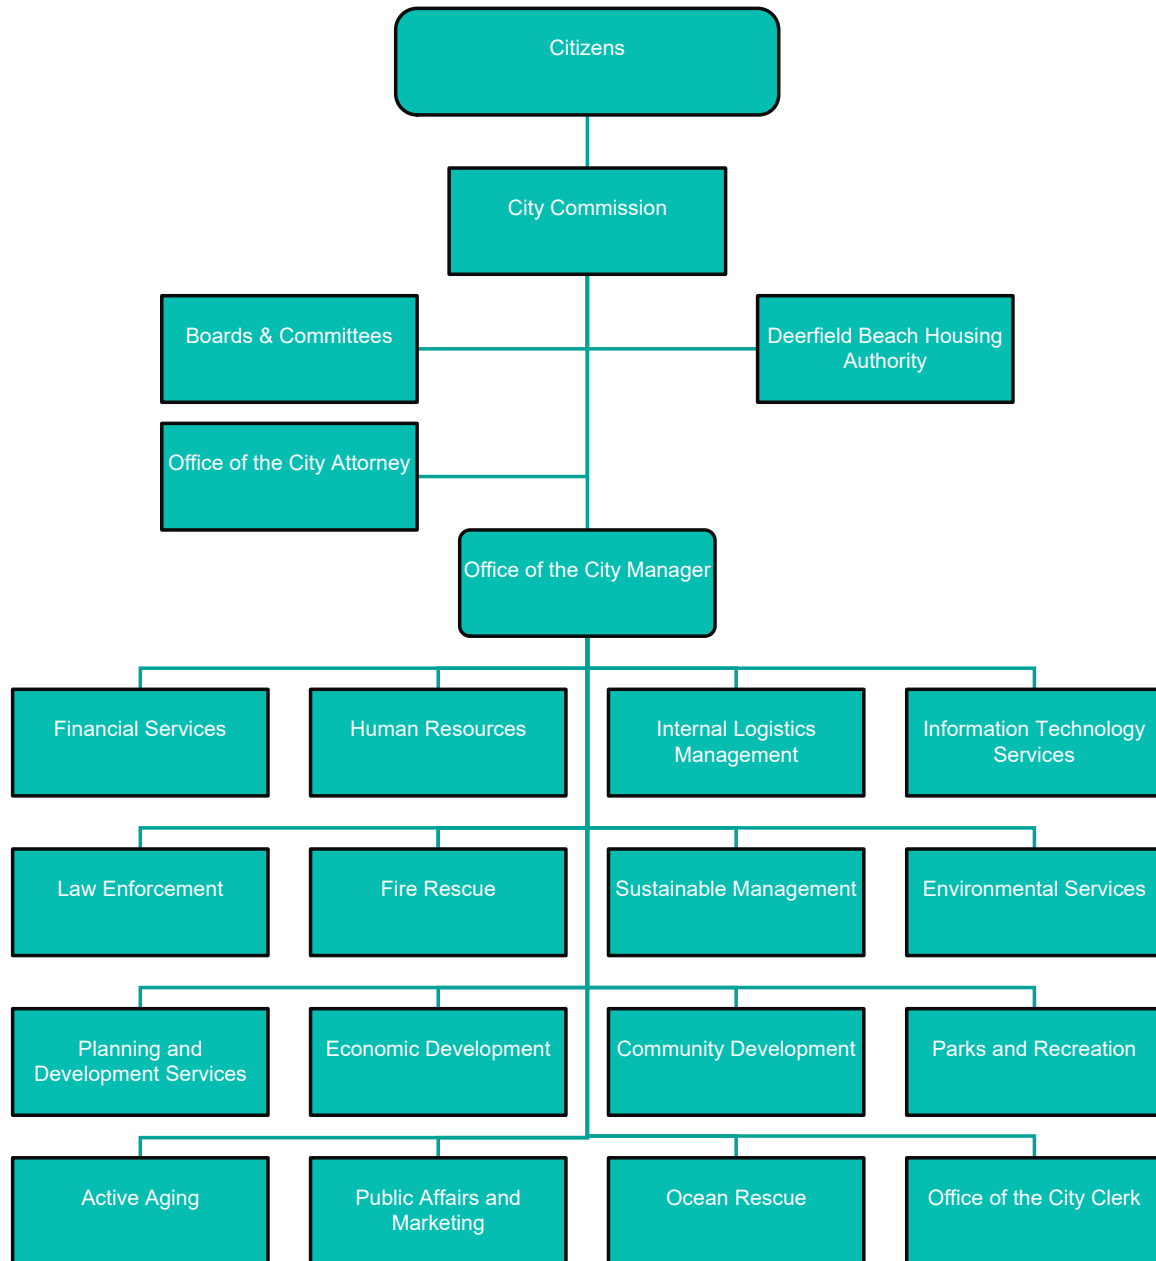 Citizens
City Commission
Boards & Committees
Deerfield Beach Housing
Authority
Office of the City Attorney
Office of the City Manager
Financial Services
Human Resources
Internal Logistics
Management
Information Technology
Services
Law Enforcement
Fire Rescue
Sustainable Management
Environmental Services
Planning and
Development Services
Economic Development
Community Development
Parks and Recreation
Active Aging
Public Affairs and
Marketing
Ocean Rescue
Office of the City Clerk